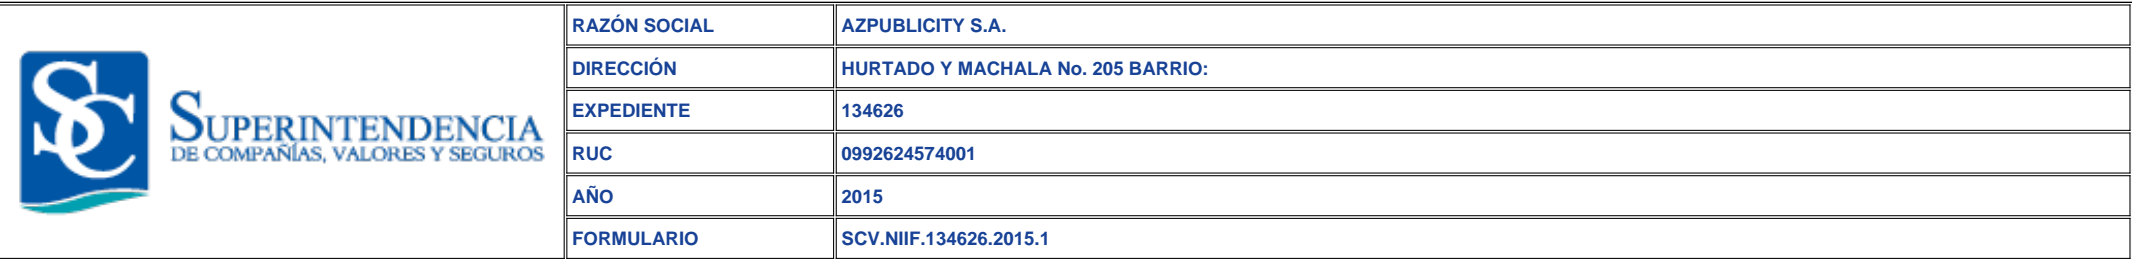 SC
SUPERINTENDENCIA
DE COMPAÑÍAS, VALORES Y SEGUROS
RAZÓN SOCIAL AZPUBLICITY S.A.
DIRECCIÓN HURTADO Y MACHALA No. 205 BARRIO:
EXPEDIENTE 134626
RUC 0992624574001
AÑO 2015
FORMULARIO SCV.NIIF.134626.2015.1